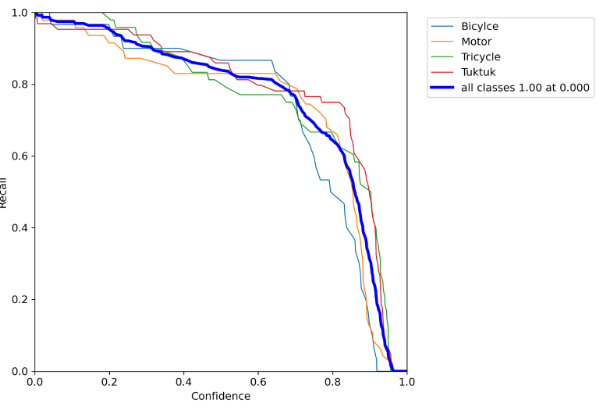 1.0
0.8
0.6
0.4
0.2
0.0
Recall
0.0 0.2 0.4 0.6 0.8 1.0
Confidence
Bicylce
Motor
Tricycle
Tuktuk
all classes 1.00 at 0.000